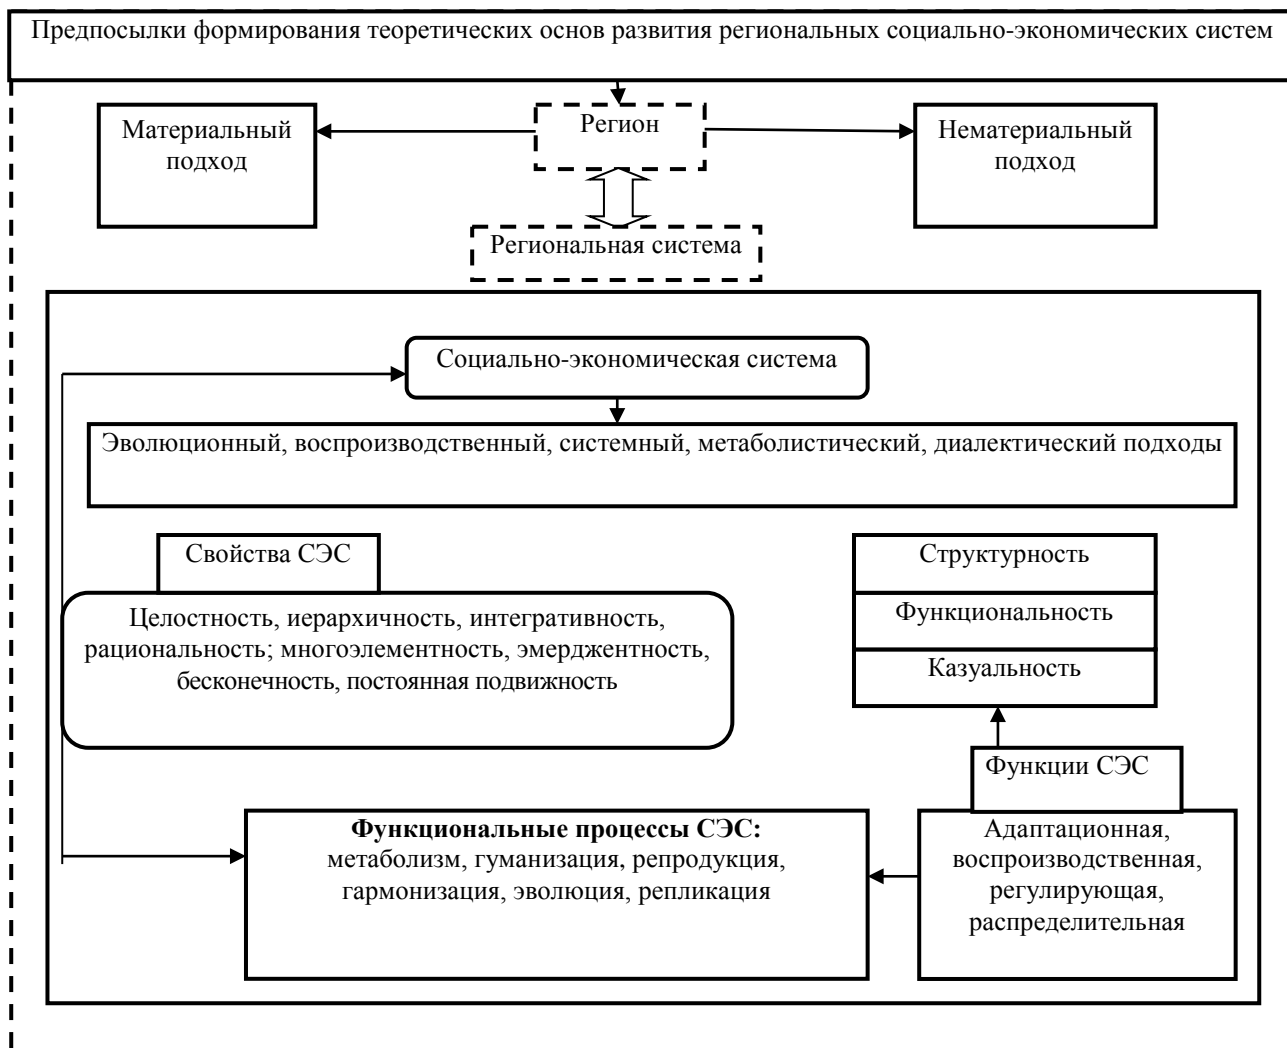 Предпосылки формирования теоретических основ развития региональных социально-экономических систем
Материальный
подход
Регион
Нематериальный
подход
Региональная система
Социально-экономическая система
Эволюционный, воспроизводственный, системный, метаболистический, диалектический подходы
Свойства СЭС
Целостность, иерархичность, интегративность,
рациональность; многоэлементность, эмерджентность,
бесконечность, постоянная подвижность
Структурность
Функциональность
Казуальность
Функции СЭС
Функциональные процессы СЭС:
метаболизм, гуманизация, репродукция,
гармонизация, эволюция, репликация
Адаптационная,
воспроизводственная,
регулирующая,
распределительная